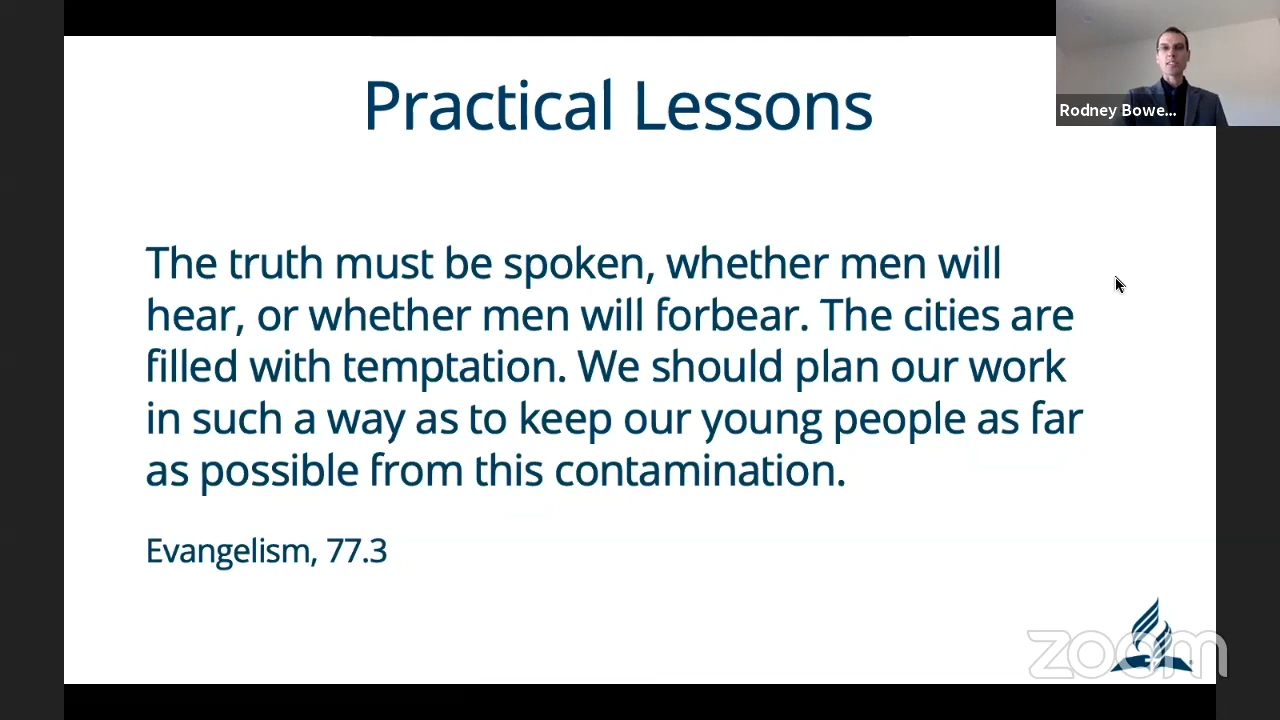 Practical Lessons
Rodney Bowe...
The truth must be spoken, whether men will
hear, or whether men will forbear. The cities are
filled with temptation. We should plan our work
in such a way as to keep our young people as far
as possible from this contamination.
Evangelism, 77.3
zoom